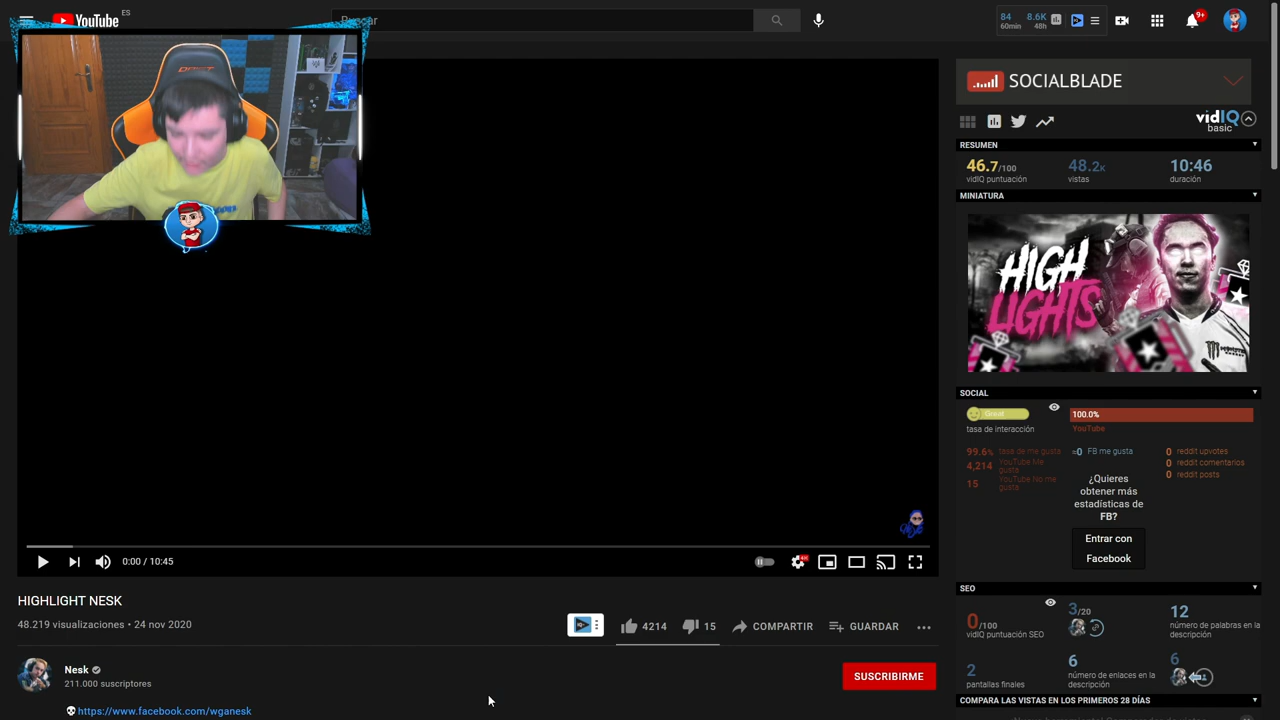 YouTube ES
Buscar
84 8.6K
60min 48h
9+
SOCIALBLADE
vidIQ
basic
RESUMEN
46.7/100 48.2K 10:46
vidIQ puntuación vistas duración
MINIATURA
HIGH
LIGHTS
MONSTER
SOCIAL
Great
tasa de interacción
100.0%
YouTube
99.6% tasa de me gusta
4,214 YouTube Me gusta
15 YouTube No me gusta
≈0 FB me gusta
0 reddit upvotes
0 reddit comentarios
0 reddit posts
¿Quieres
obtener más
estadísticas de
FB?
Entrar con
Facebook
0:00 / 10:45
4K
HIGHLIGHT NESK
48.219 visualizaciones • 24 nov 2020
IQ
4214 15 COMPARTIR GUARDAR
Nesk
211.000 suscriptores
SUSCRIBIRME
https://www.facebook.com/wganesk
SEO
0/100
vidIQ puntuación SEO
3/20
12
número de palabras en la
descripción
2
pantallas finales
6
número de enlaces en la
descripción
6
COMPARA LAS VISTAS EN LOS PRIMEROS 28 DÍAS